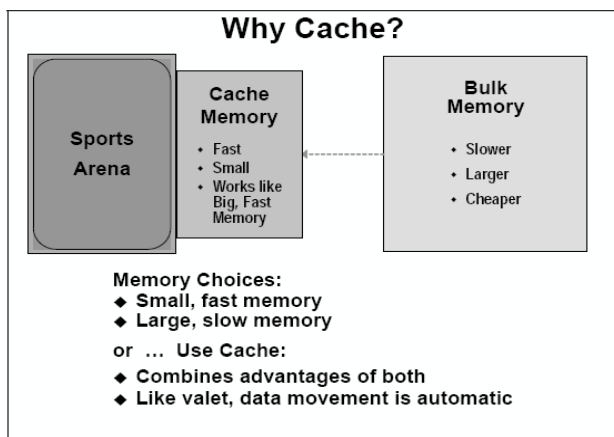 Why Cache?
Sports
Arena
Cache
Memory
◆ Fast
◆ Small
◆ Works like
Big, Fast
Memory
Bulk
Memory
◆ Slower
◆ Larger
◆ Cheaper
Memory Choices:
◆ Small, fast memory
◆ Large, slow memory
or … Use Cache:
◆ Combines advantages of both
◆ Like valet, data movement is automatic